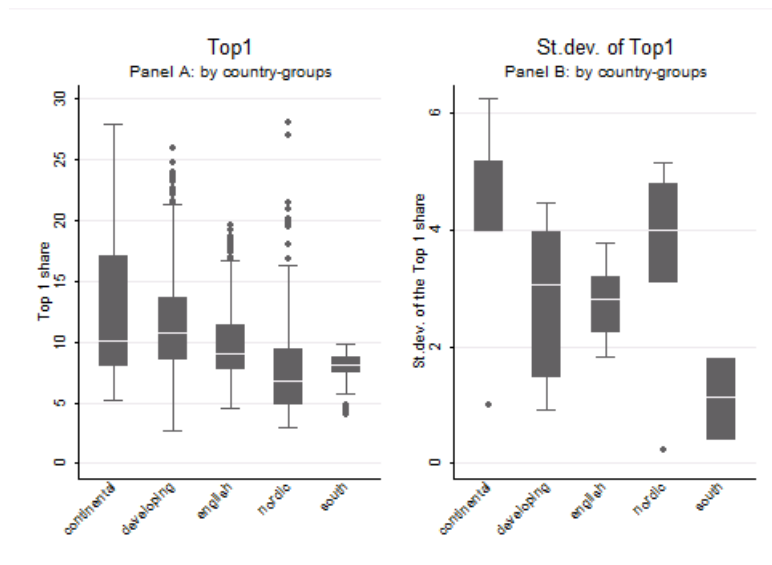 Top1
Panel A: by country-groups
Top 1 share
30
25
20
15
10
5
0
continental
developing
english
nordic
south
St.dev. of Top1
Panel B: by country-groups
St.dev. of the Top 1 share
6
4
2
0
continental
developing
english
nordic
south